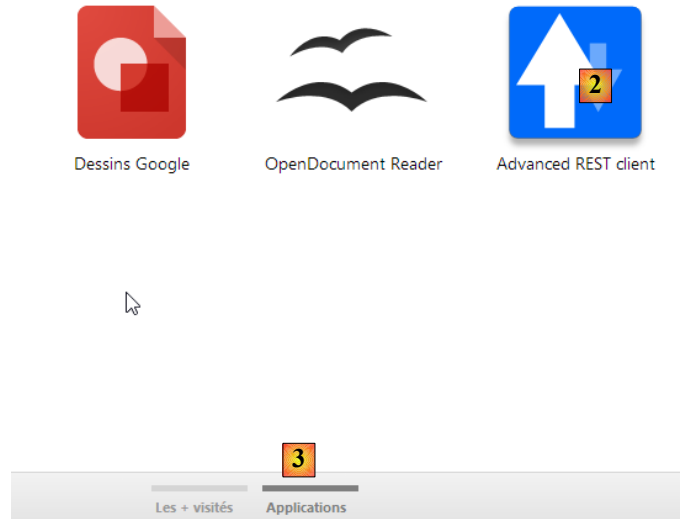 2
Dessins Google
OpenDocument Reader
Advanced REST client
3
Les + visités
Applications